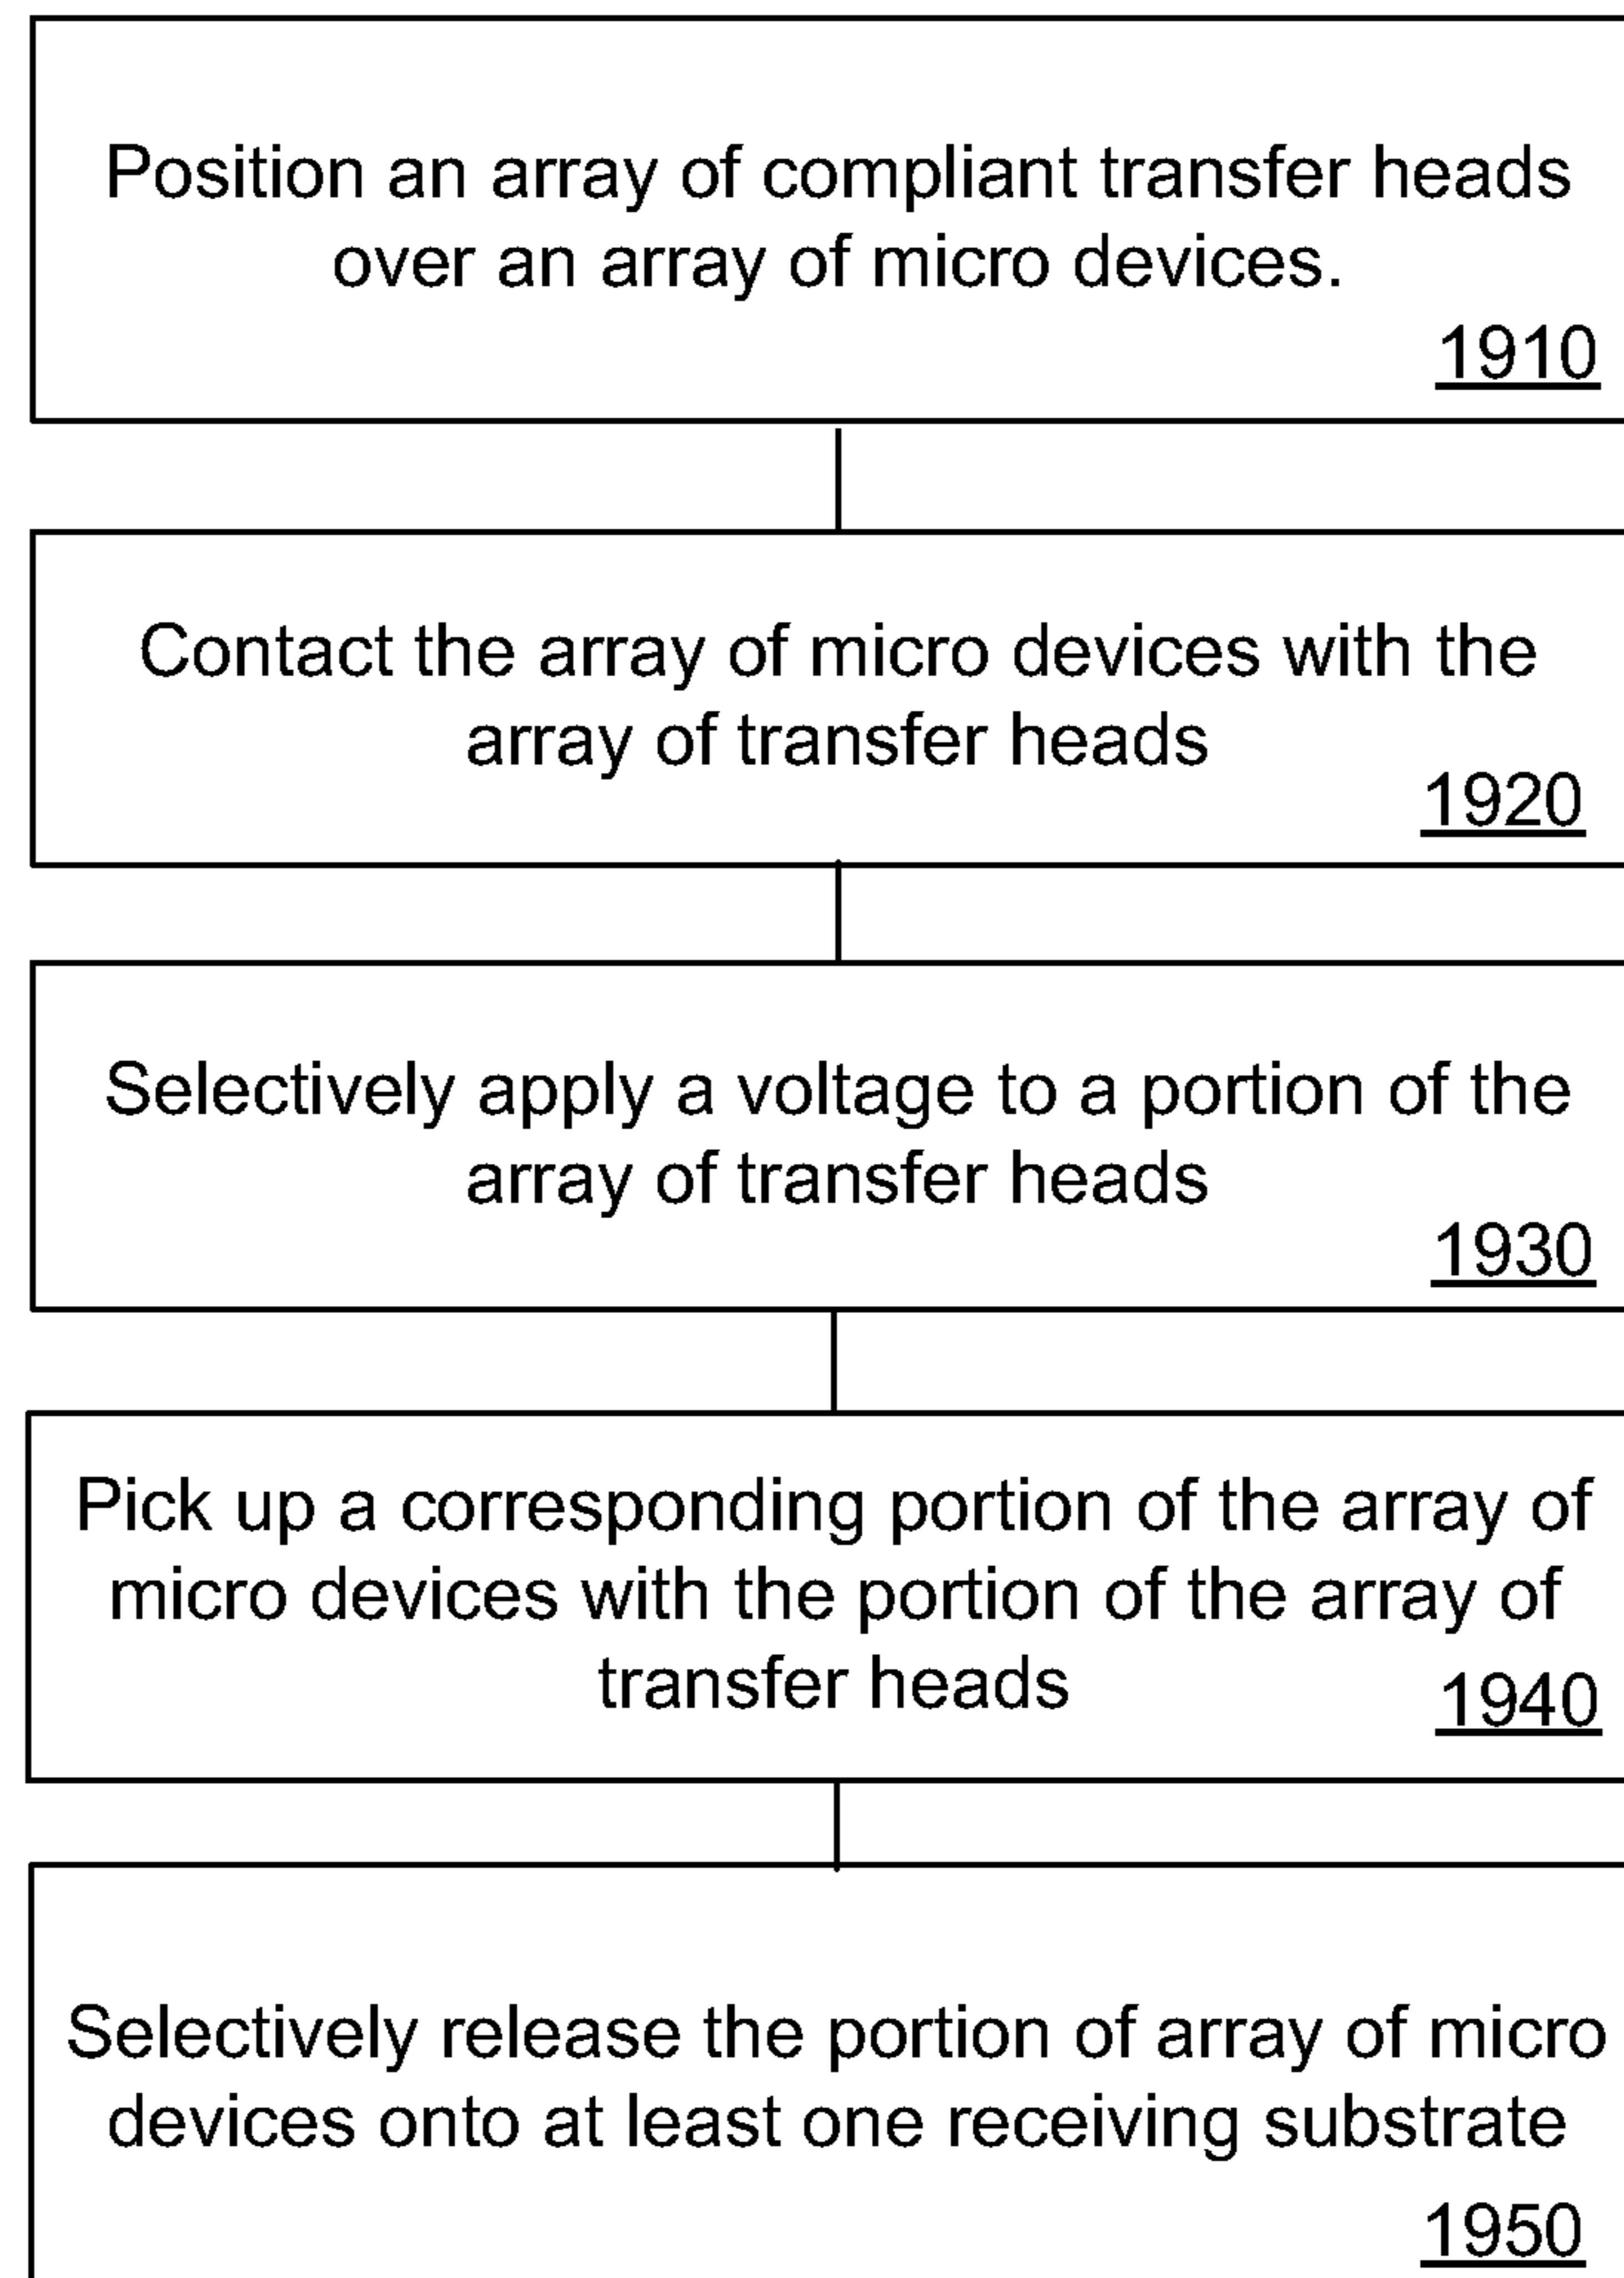 Position an array of compliant transfer heads
over an array of micro devices.
1910
Contact the array of micro devices with the
array of transfer heads
1920
Selectively apply a voltage to a portion of the
array of transfer heads
1930
Pick up a corresponding portion of the array of
micro devices with the portion of the array of
transfer heads
1940
Selectively release the portion of array of micro
devices onto at least one receiving substrate
1950